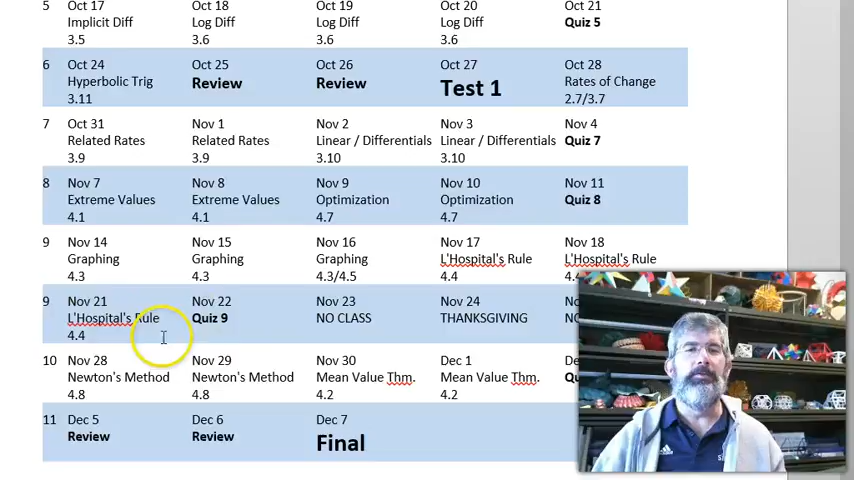 5 Oct 17 Oct 18 Oct 19 Oct 20 Oct 21
Implicit Diff Log Diff Log Diff Log Diff Quiz 5
3.5 3.6 3.6 3.6
6 Oct 24 Oct 25 Oct 26 Oct 27 Oct 28
Hyperbolic Trig Review Review Test 1 Rates of Change
3.11 2.7/3.7
7 Oct 31 Nov 1 Nov 2 Nov 3 Nov 4
Related Rates Related Rates Linear / Differentials Linear / Differentials Quiz 7
3.9 3.9 3.10 3.10
8 Nov 7 Nov 8 Nov 9 Nov 10 Nov 11
Extreme Values Extreme Values Optimization Optimization Quiz 8
4.1 4.1 4.7 4.7
9 Nov 14 Nov 15 Nov 16 Nov 17 Nov 18
Graphing Graphing Graphing L'Hospital's Rule L'Hospital's Rule
4.3 4.3 4.3/4.5 4.4
9 Nov 21 Nov 22 Nov 23 Nov 24
L'Hospital's Rule Quiz 9 NO CLASS THANKSGIVING
4.4
10 Nov 28 Nov 29 Nov 30 Dec 1
Newton's Method Newton's Method Mean Value Thm. Mean Value Thm.
4.8 4.8 4.2 4.2
11 Dec 5 Dec 6 Dec 7
Review Review Final